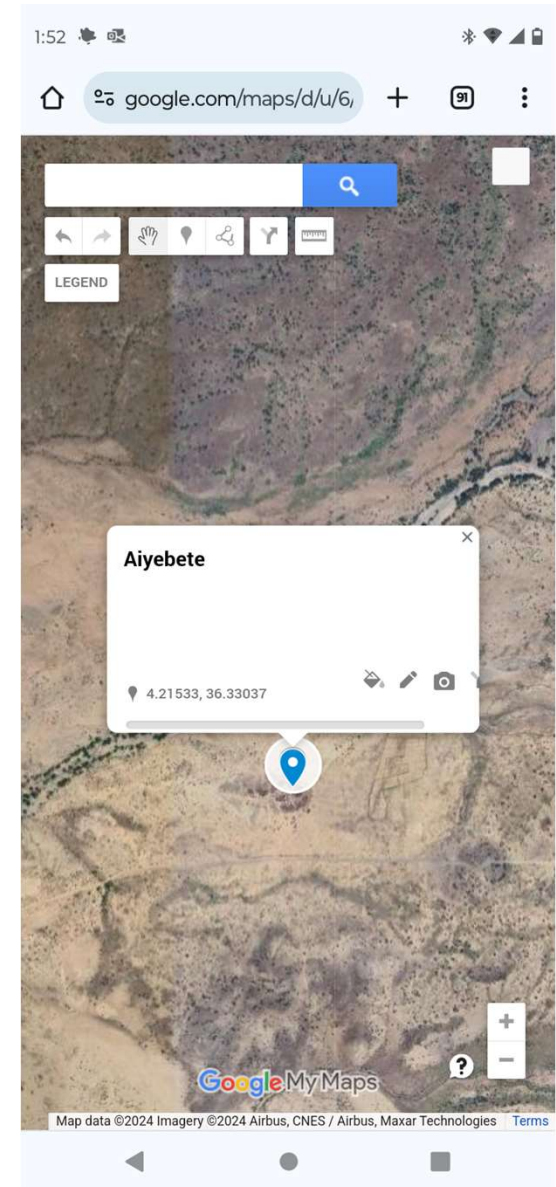 1:52
google.com/maps/d/u/6/
91
LEGEND
Aiyebete
4.21533, 36.33037
Google My Maps
Map data ©2024 Imagery ©2024 Airbus, CNES / Airbus, Maxar Technologies Terms